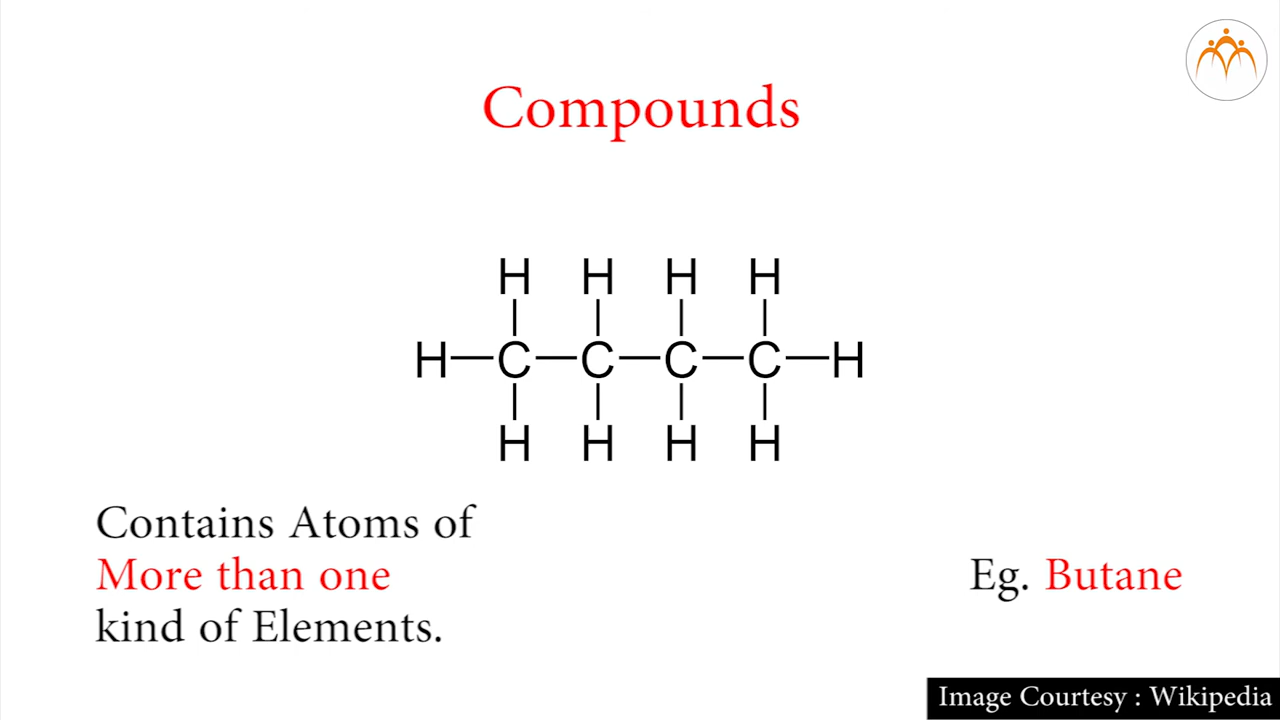 Compounds
H H H H
H C C C C H
H H H H
Contains Atoms of
More than one
kind of Elements.
Eg. Butane
Image Courtesy : Wikipedia